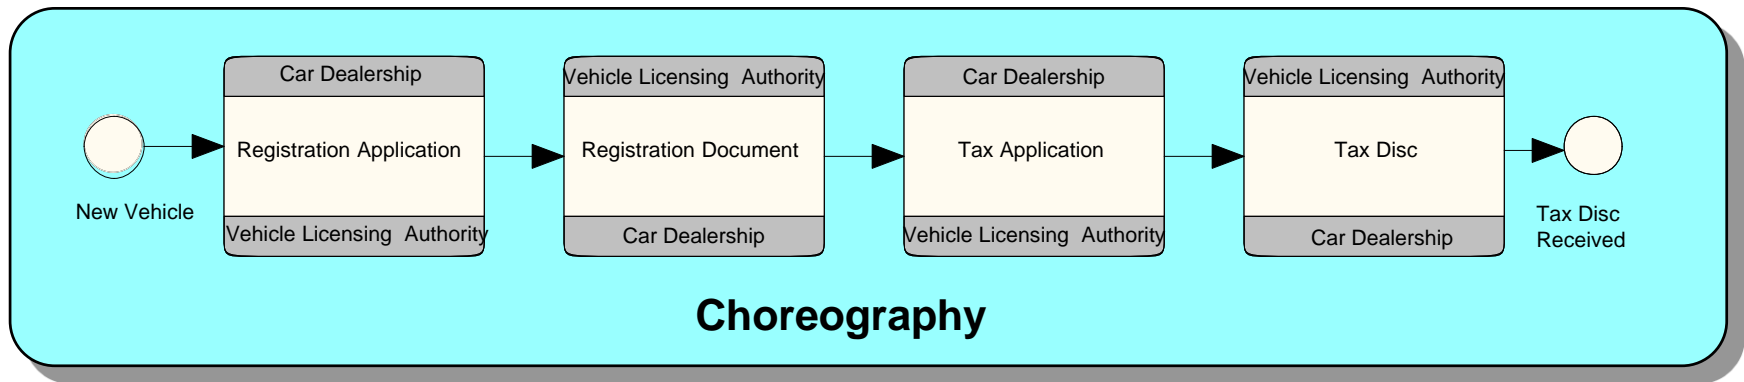 Car Dealership
Registration Application
Vehicle Licensing Authority
Vehicle Licensing Authority
Registration Document
Car Dealership
Car Dealership
Tax Application
Vehicle Licensing Authority
Vehicle Licensing Authority
Tax Disc
Car Dealership
New Vehicle
Tax Disc
Received
Choreography